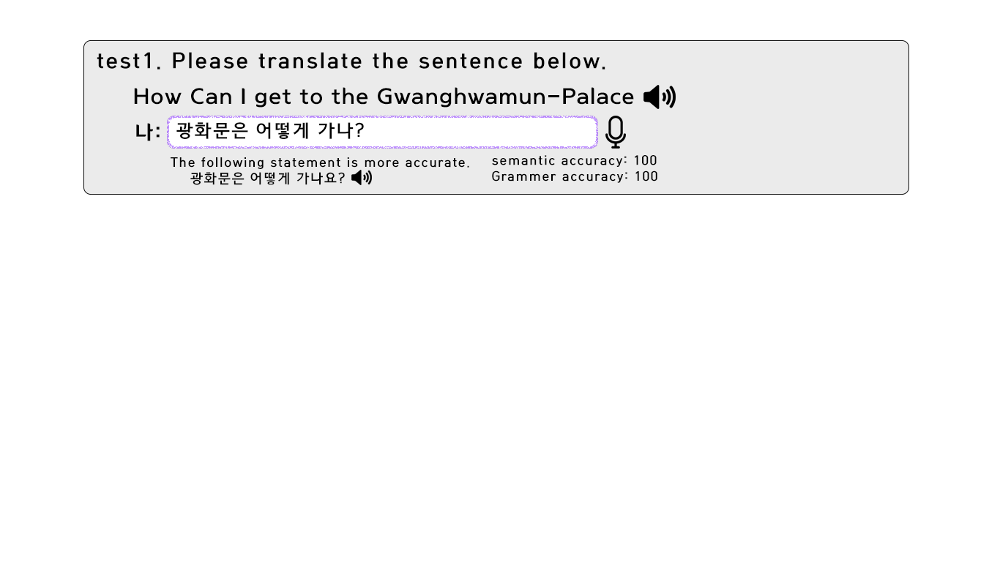 test1. Please translate the sentence below.
How Can I get to the Gwanghwamun-Palace
나: 광화문은 어떻게 가나?
The following statement is more accurate.
광화문은 어떻게 가나요?
semantic accuracy: 100
Grammer accuracy: 100